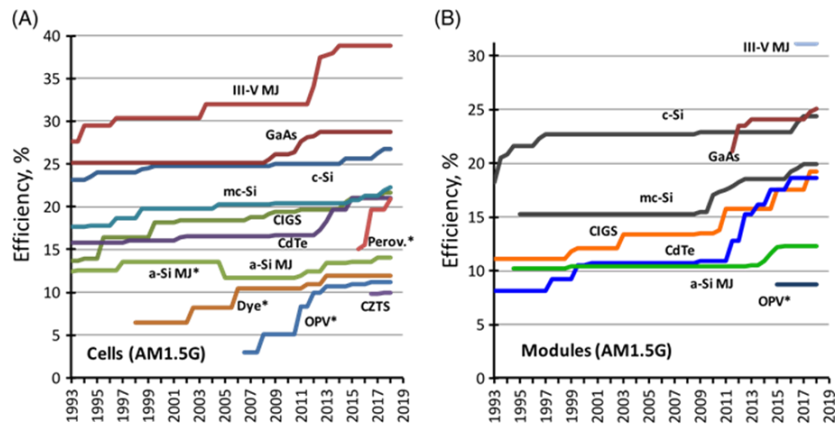 (A)
Efficiency, %
40
35
30
25
20
15
10
5
0
III-V MJ
GaAs
c-Si
mc-Si
CIGS
CdTe
Perov.*
a-Si MJ*
a-Si MJ
Dye*
OPV*
CZTS
Cells (AM1.5G)
1993
1995
1997
1999
2001
2003
2005
2007
2009
2011
2013
2015
2017
2019
(B)
Efficiency, %
30
25
20
15
10
5
0
III-V MJ
c-Si
GaAs
mc-Si
CIGS
CdTe
a-Si MJ
OPV*
Modules (AM1.5G)
1993
1995
1997
1999
2001
2003
2005
2007
2009
2011
2013
2015
2017
2019